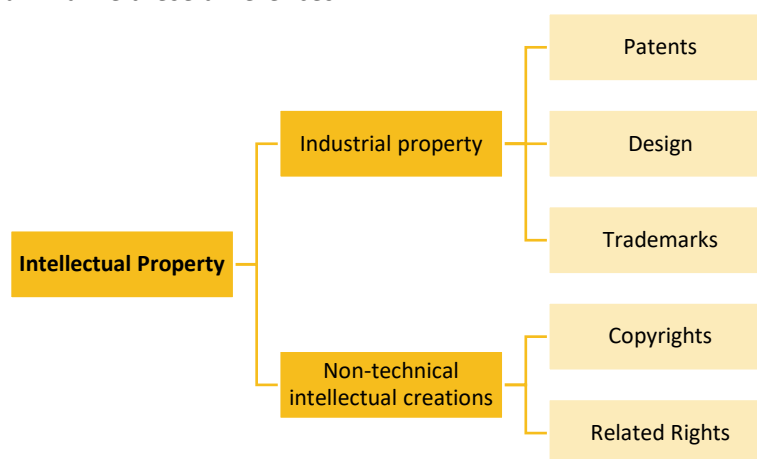 Patents
Industrial property
Design
Trademarks
Intellectual Property
Copyrights
Non-technical
intellectual creations
Related Rights